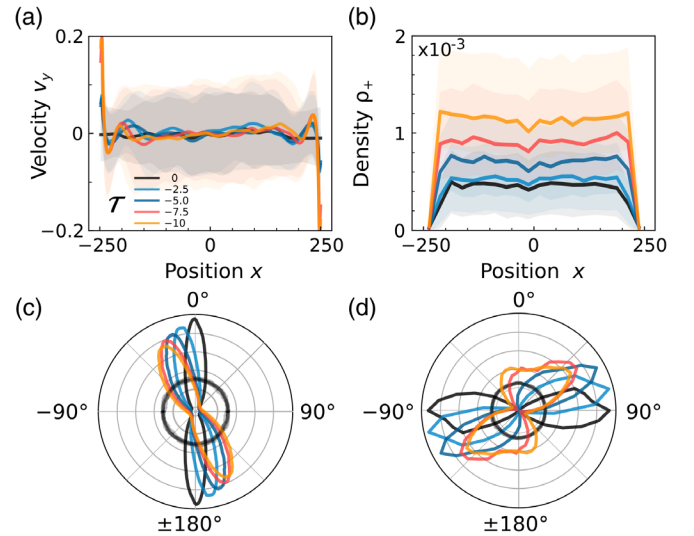 (a)
0.2
0
−0.2
Velocity v_y
𝒯
0
−2.5
−5.0
−7.5
−10
−250
0
250
Position x
(b)
x10⁻³
2
1
0
Density ρ₊
−250
0
250
Position x
(c)
0°
90°
±180°
(d)
0°
−90°
90°
−90°
±180°